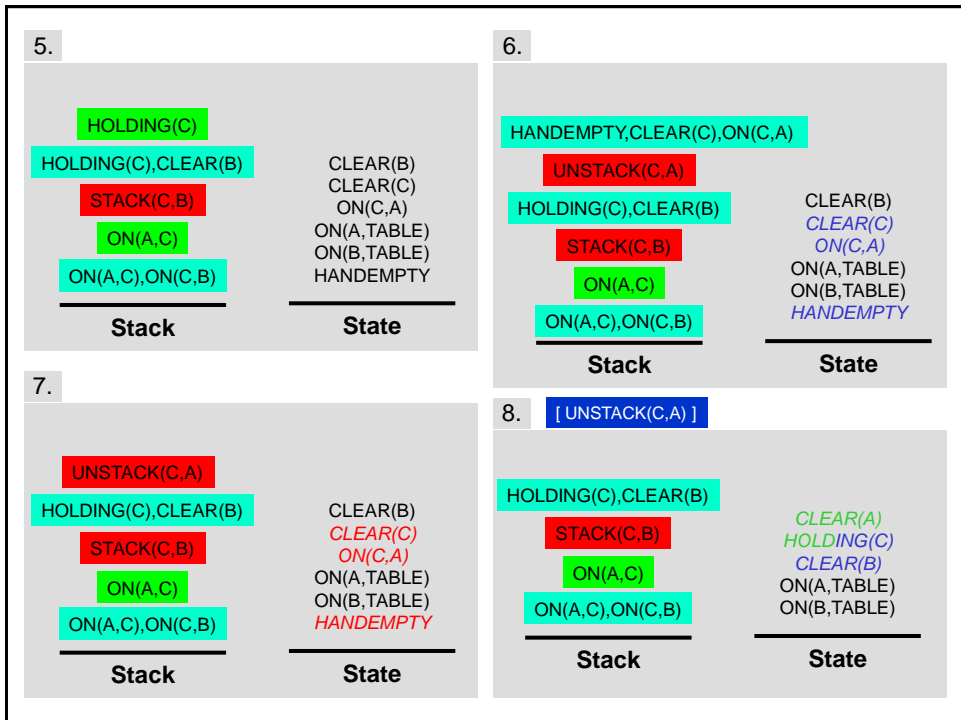 5.
HOLDING(C)
HOLDING(C),CLEAR(B)
STACK(C,B)
ON(A,C)
ON(A,C),ON(C,B)
Stack
CLEAR(B)
CLEAR(C)
ON(C,A)
ON(A,TABLE)
ON(B,TABLE)
HANDEMPTY
State
6.
HANDEMPTY,CLEAR(C),ON(C,A)
UNSTACK(C,A)
HOLDING(C),CLEAR(B)
STACK(C,B)
ON(A,C)
ON(A,C),ON(C,B)
Stack
CLEAR(B)
CLEAR(C)
ON(C,A)
ON(A,TABLE)
ON(B,TABLE)
HANDEMPTY
State
7.
UNSTACK(C,A)
HOLDING(C),CLEAR(B)
STACK(C,B)
ON(A,C)
ON(A,C),ON(C,B)
Stack
CLEAR(B)
CLEAR(C)
ON(C,A)
ON(A,TABLE)
ON(B,TABLE)
HANDEMPTY
State
8. [ UNSTACK(C,A) ]
HOLDING(C),CLEAR(B)
STACK(C,B)
ON(A,C)
ON(A,C),ON(C,B)
Stack
CLEAR(A)
HOLDING(C)
CLEAR(B)
ON(A,TABLE)
ON(B,TABLE)
State